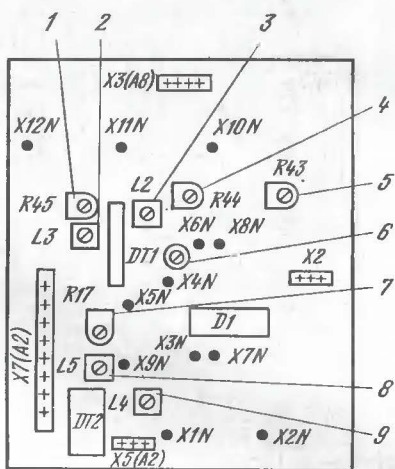 1 2 3
X3(A8)
4
X12N X11N X10N
R43
5
L2
R45 R44
X6N X8N
6
L3
DT1
X2
X4N
R17 X5N
7
D1
X7(A2)
X3N
L5 X9N X7N
8
L4
DT2
9
X1N X2N
X5(A2)